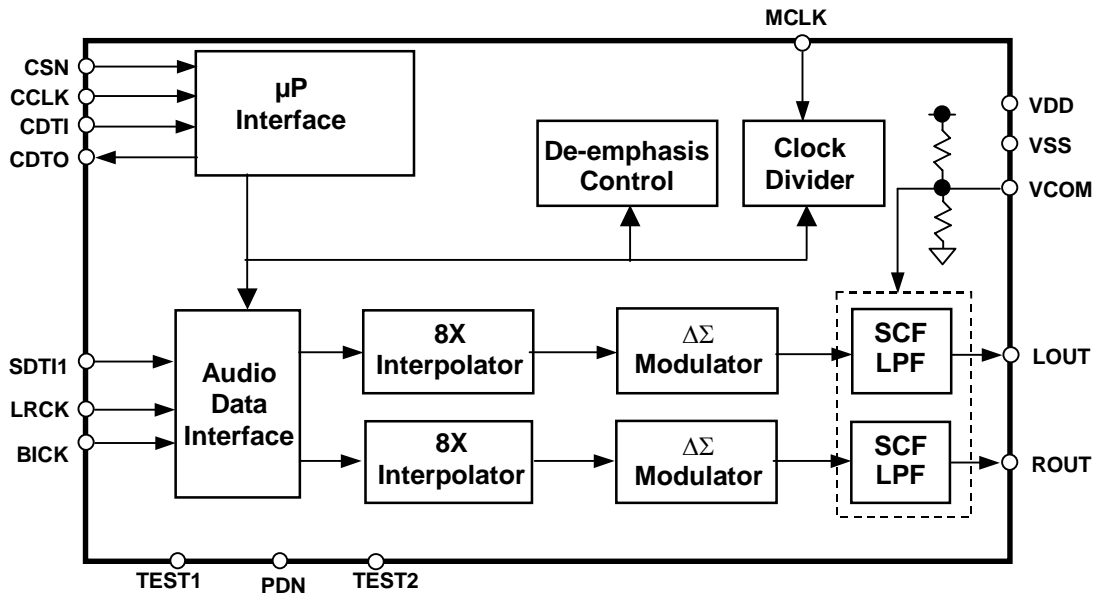 MCLK
CSN
CCLK
CDTI
CDTO
µP
Interface
De-emphasis
Control
Clock
Divider
VDD
VSS
VCOM
SDTI1
LRCK
BICK
Audio
Data
Interface
8X
Interpolator
ΔΣ
Modulator
SCF
LPF
LOUT
8X
Interpolator
ΔΣ
Modulator
SCF
LPF
ROUT
TEST1
PDN
TEST2